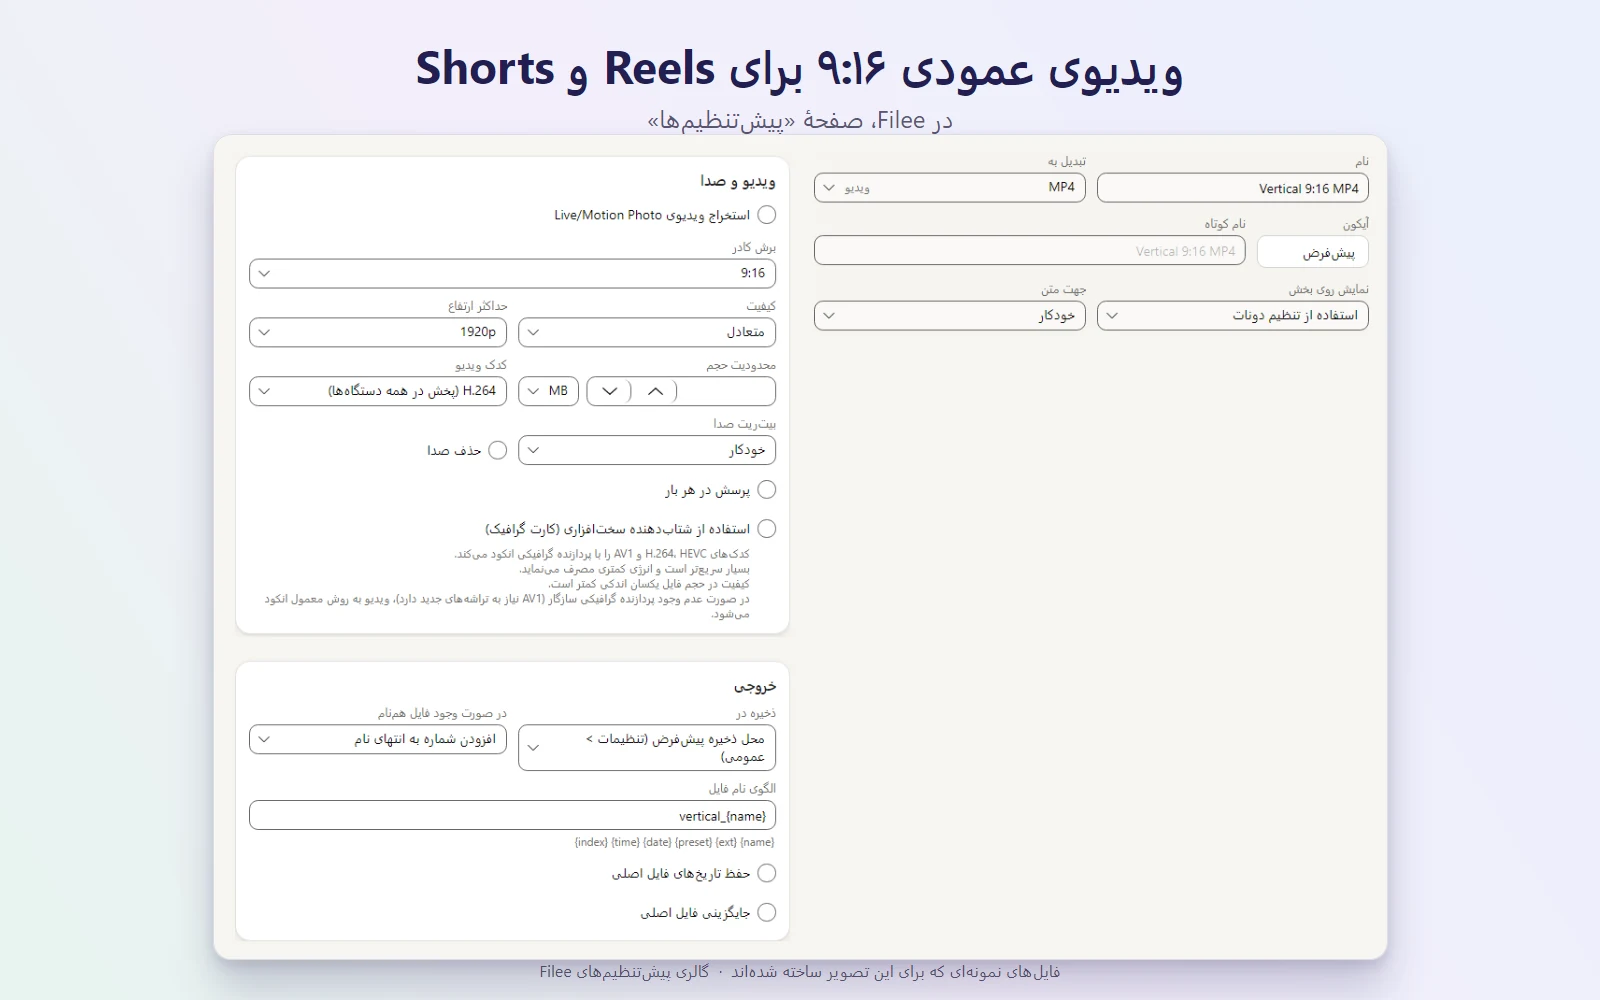 ویدیوی عمودی ۹:۱۶ برای Reels و Shorts
در Filee، صفحهٔ «پیش‌تنظیم‌ها»
نام
تبدیل به
Vertical 9:16 MP4
MP4
ویدیو
آیکون
نام کوتاه
پیش‌فرض
Vertical 9:16 MP4
نمایش روی بخش
جهت متن
استفاده از تنظیم دونات
خودکار
ویدیو و صدا
استخراج ویدیوی Live/Motion Photo
برش کادر
9:16
کیفیت
حداکثر ارتفاع
متعادل
1920p
محدودیت حجم
کدک ویدیو
MB
H.264 (پخش در همه دستگاه‌ها)
بیت‌ریت صدا
خودکار
حذف صدا
پرسش در هر بار
استفاده از شتاب‌دهنده سخت‌افزاری (کارت گرافیک)
کدک‌های H.264، HEVC و AV1 را با پردازنده گرافیکی انکود می‌کند.
بسیار سریع‌تر است و انرژی کمتری مصرف می‌نماید.
کیفیت در حجم فایل یکسان اندکی کمتر است.
در صورت عدم وجود پردازنده گرافیکی سازگار (AV1 نیاز به تراشه‌های جدید دارد)، ویدیو به روش معمول انکود
می‌شود.
خروجی
ذخیره در
در صورت وجود فایل هم‌نام
محل ذخیره پیش‌فرض (تنظیمات >
عمومی)
افزودن شماره به انتهای نام
الگوی نام فایل
vertical_{name}
{name} {ext} {preset} {date} {time} {index}
حفظ تاریخ‌های فایل اصلی
جایگزینی فایل اصلی
فایل‌های نمونه‌ای که برای این تصویر ساخته شده‌اند · گالری پیش‌تنظیم‌های Filee